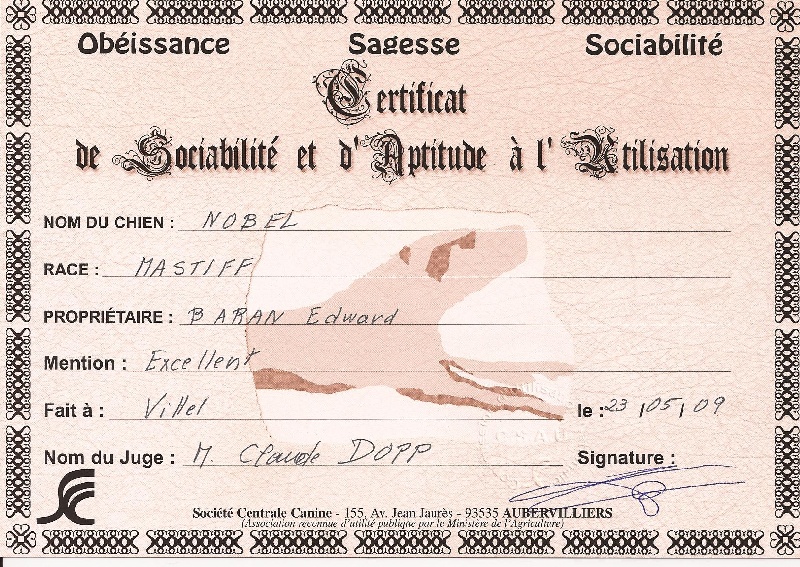 Obéissance Sagesse Sociabilité
Certificat
de Sociabilité et d'Aptitude à l'Utilisation
NOM DU CHIEN : NOBEL
RACE : MASTIFF
PROPRIÉTAIRE : BARAN Edward
Mention : Excellent
Fait à : Vittel le : 23/05/09
Nom du Juge : M. Claude DOPP Signature :
Société Centrale Canine - 155, Av. Jean Jaurès - 93535 AUBERVILLIERS
(Association reconnue d'utilité publique par le Ministère de l'Agriculture)